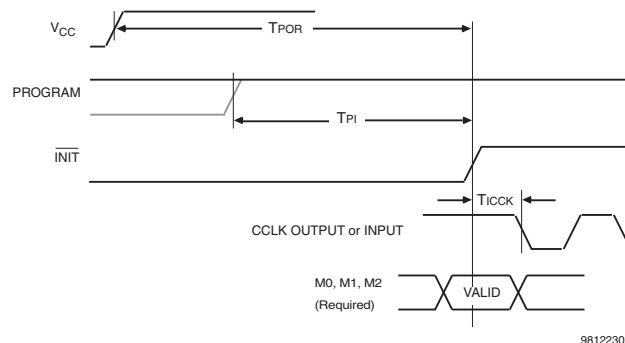 VCC
TPOR
PROGRAM
TPI
INIT
TICCK
CCLK OUTPUT or INPUT
M0, M1, M2
(Required)
VALID
9812230